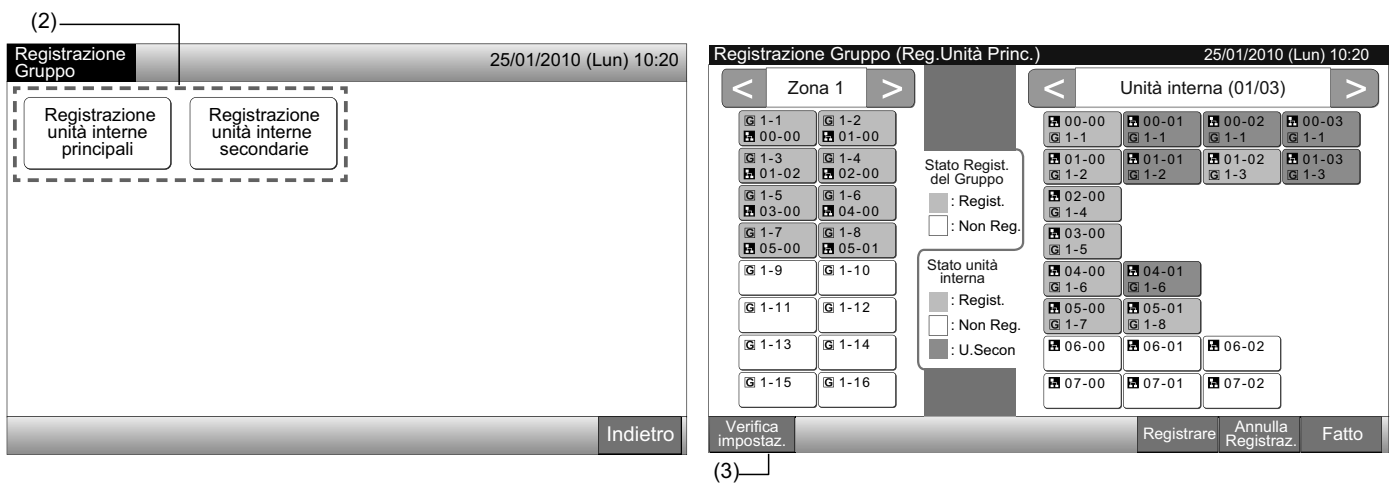 (2)
Registrazione
Gruppo
25/01/2010 (Lun) 10:20
Registrazione
unità interne
principali
Registrazione
unità interne
secondarie
Indietro
Registrazione Gruppo (Reg.Unità Princ.)
25/01/2010 (Lun) 10:20
< Zona 1 >
G 1-1
00-00
G 1-2
01-00
G 1-3
01-02
G 1-4
02-00
G 1-5
03-00
G 1-6
04-00
G 1-7
05-00
G 1-8
05-01
G 1-9
G 1-10
G 1-11
G 1-12
G 1-13
G 1-14
G 1-15
G 1-16
Stato Regist.
del Gruppo
: Regist.
: Non Reg.
Stato unità
interna
: Regist.
: Non Reg.
: U.Secon
< Unità interna (01/03) >
00-00
G 1-1
00-01
G 1-1
00-02
G 1-1
00-03
G 1-1
01-00
G 1-2
01-01
G 1-2
01-02
G 1-3
01-03
G 1-3
02-00
G 1-4
03-00
G 1-5
04-00
G 1-6
04-01
G 1-6
05-00
G 1-7
05-01
G 1-8
06-00
06-01
06-02
07-00
07-01
07-02
Verifica
impostaz.
Registrare
Annulla
Registraz.
Fatto
(3)